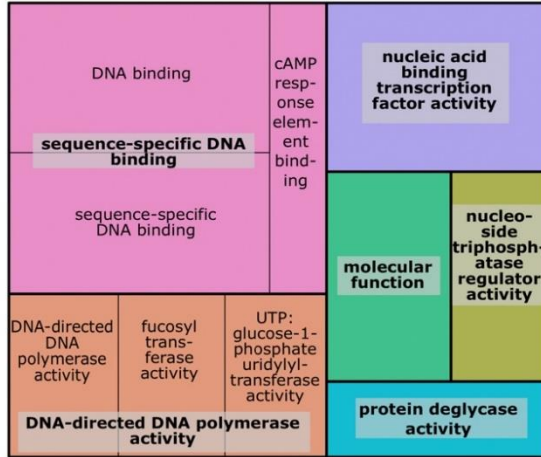 DNA binding
cAMP
resp-
onse
elem-
ent
bind-
ing
sequence-specific DNA
binding
sequence-specific
DNA binding
nucleic acid
binding
transcription
factor activity
molecular
function
nucleo-
side
triphosph-
atase
regulator
activity
DNA-directed
DNA
polymerase
activity
fucosyl
trans-
ferase
activity
UTP:
glucose-1-
phosphate
uridylyl-
transferase
activity
DNA-directed DNA polymerase
activity
protein deglycase
activity